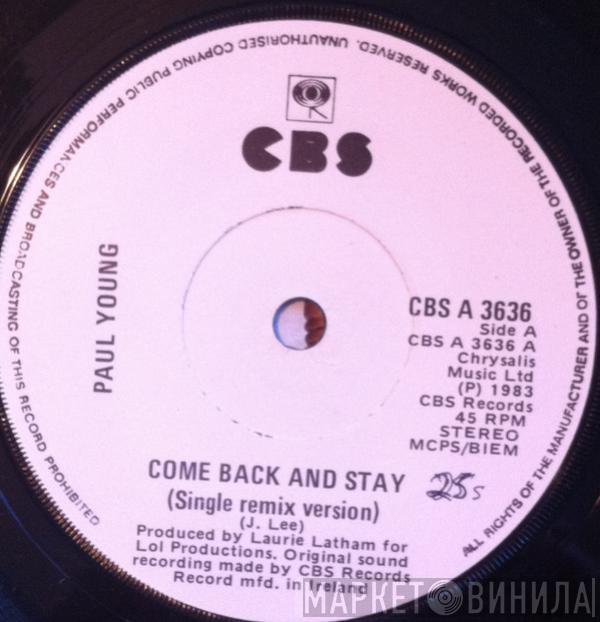 ALL RIGHTS OF THE MANUFACTURER AND OF THE OWNER OF THE RECORDED WORKS RESERVED. UNAUTHORISED COPYING PUBLIC PERFORMANCES AND BROADCASTING OF THIS RECORD PROHIBITED
CBS
PAUL YOUNG
CBS A 3636
Side A
CBS A 3636 A
Chrysalis
Music Ltd
(P) 1983
CBS Records
45 RPM
STEREO
MCPS/BIEM
COME BACK AND STAY
(Single remix version)
(J. Lee)
Produced by Laurie Latham for
Lol Productions. Original sound
recording made by CBS Records
Record mfd. in Ireland
25s
МАРКЕТ ВИНИЛА